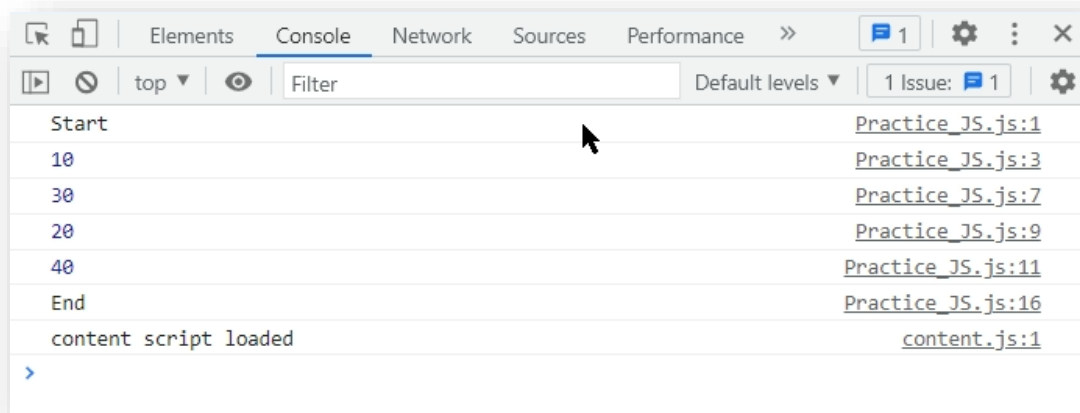 Elements Console Network Sources Performance » 1
top ▼ Filter Default levels ▼ 1 Issue: 1
Start Practice_JS.js:1
10 Practice_JS.js:3
30 Practice_JS.js:7
20 Practice_JS.js:9
40 Practice_JS.js:11
End Practice_JS.js:16
content script loaded content.js:1
>